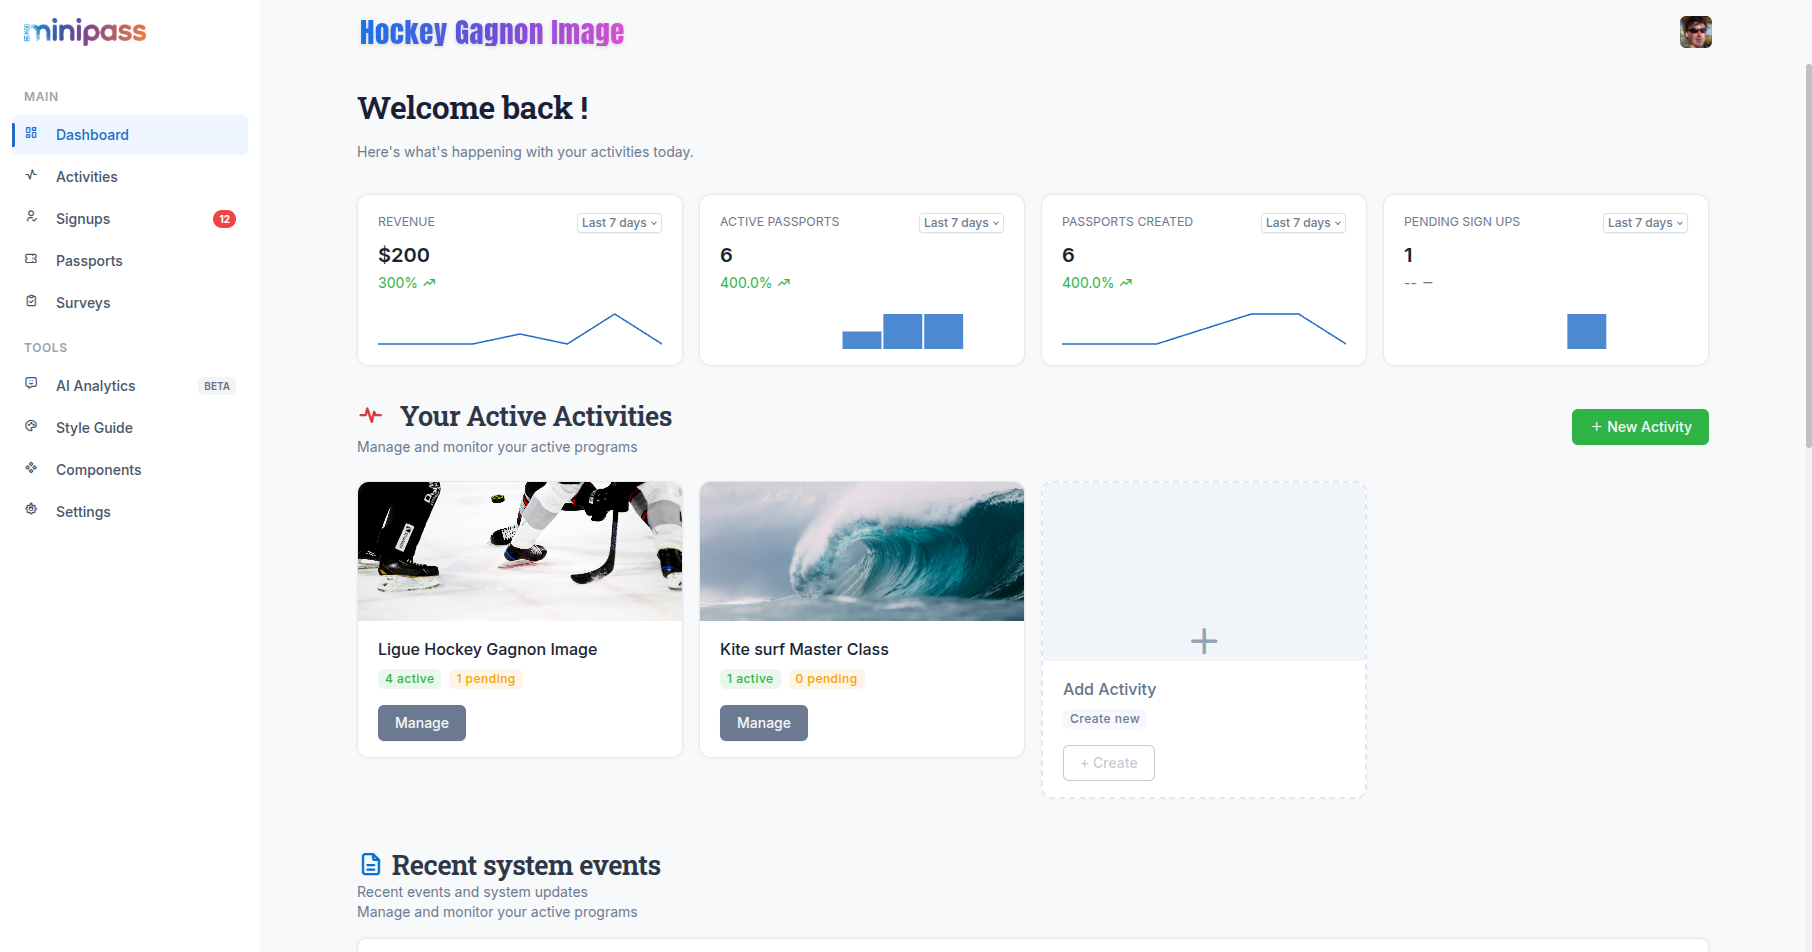 minipass
Hockey Gagnon Image
MAIN
Dashboard
Activities
Signups 12
Passports
Surveys
TOOLS
AI Analytics BETA
Style Guide
Components
Settings
Welcome back !
Here's what's happening with your activities today.
REVENUE Last 7 days
$200
300%
ACTIVE PASSPORTS Last 7 days
6
400.0%
PASSPORTS CREATED Last 7 days
6
400.0%
PENDING SIGN UPS Last 7 days
1
-- –
Your Active Activities
Manage and monitor your active programs
+ New Activity
Ligue Hockey Gagnon Image
4 active 1 pending
Manage
Kite surf Master Class
1 active 0 pending
Manage
Add Activity
Create new
+ Create
Recent system events
Recent events and system updates
Manage and monitor your active programs